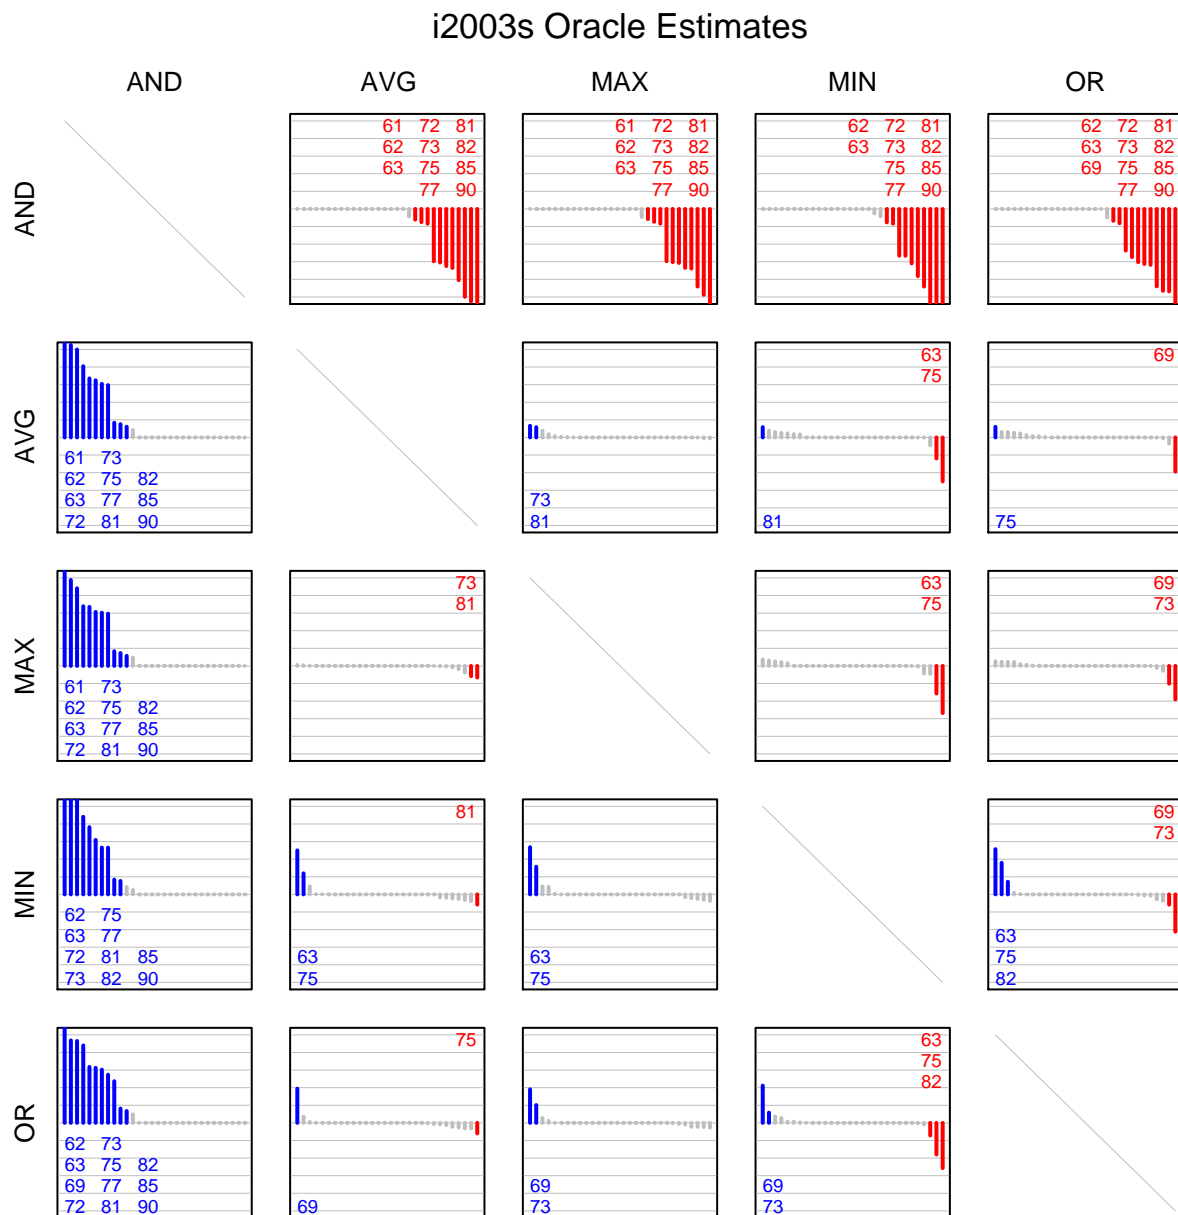 i2003s Oracle Estimates
AND AVG MAX MIN OR
AND
61 72 81
62 73 82
63 75 85
77 90
61 72 81
62 73 82
63 75 85
77 90
62 72 81
63 73 82
75 85
77 90
62 72 81
63 73 82
69 75 85
77 90
AVG
61 73
62 75 82
63 77 85
72 81 90
73
81
63
75
81
69
75
MAX
61 73
62 75 82
63 77 85
72 81 90
73
81
63
75
69
73
MIN
62 75
63 77
72 81 85
73 82 90
81
63
75
63
75
69
73
63
75
82
OR
62 73
63 75 82
69 77 85
72 81 90
75
69
69
73
63
75
82
69
73